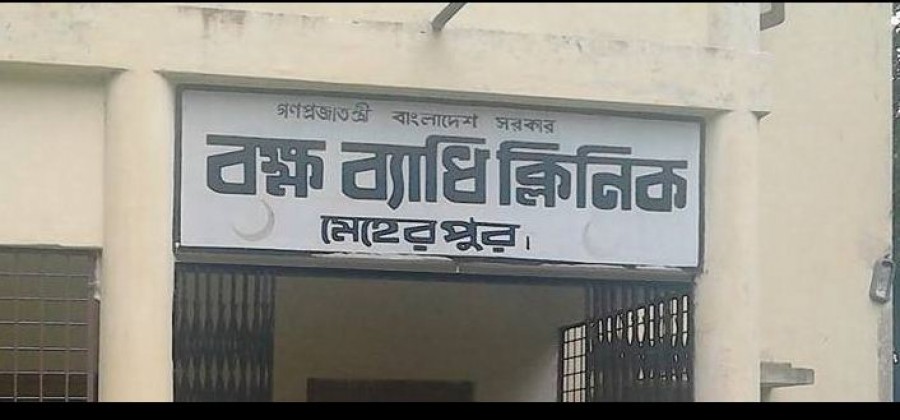 গণপ্রজাতন্ত্রী বাংলাদেশ সরকার
বক্ষ ব্যাধি ক্লিনিক
মেহেরপুর।